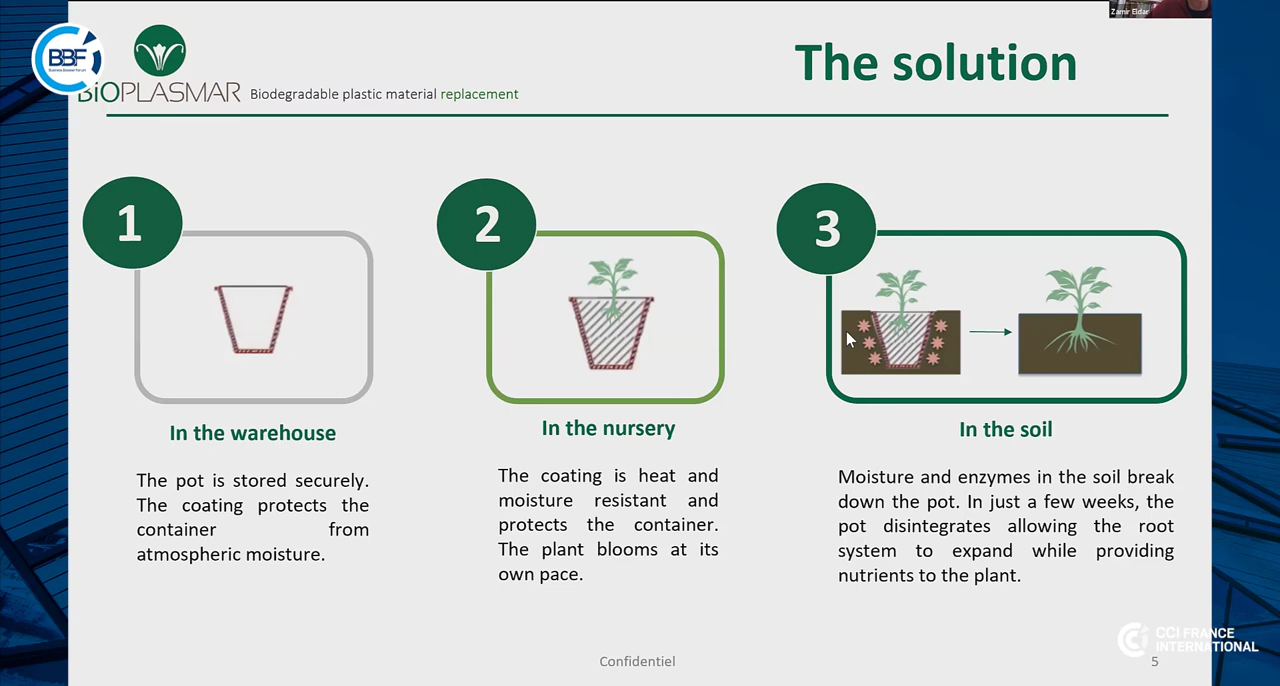 Zamir Eldar
BBF
Business Booster Forum
BiOPLASMAR
Biodegradable plastic material replacement
The solution
1
2
3
In the warehouse
The pot is stored securely.
The coating protects the
container from
atmospheric moisture.
In the nursery
The coating is heat and
moisture resistant and
protects the container.
The plant blooms at its
own pace.
In the soil
Moisture and enzymes in the soil break
down the pot. In just a few weeks, the
pot disintegrates allowing the root
system to expand while providing
nutrients to the plant.
CCI FRANCE
INTERNATIONAL
Confidentiel
5